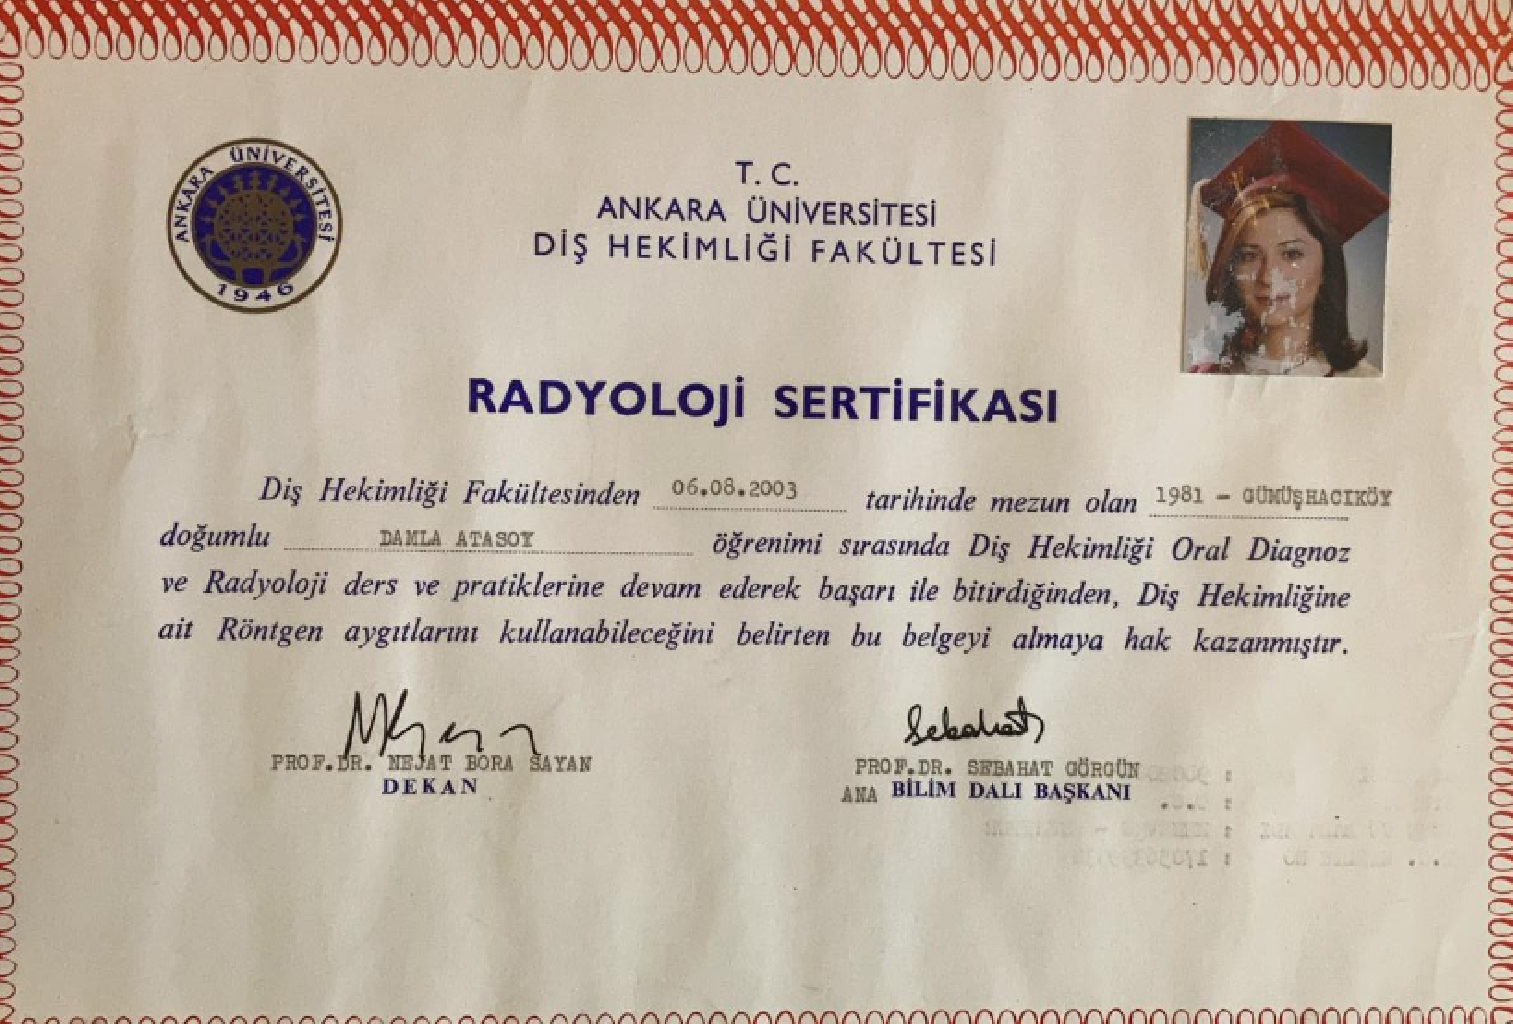 ANKARA ÜNİVERSİTESİ
1946
T. C.
ANKARA ÜNİVERSİTESİ
DİŞ HEKİMLİĞİ FAKÜLTESİ
RADYOLOJİ SERTİFİKASI
Diş Hekimliği Fakültesinden 06.08.2003 tarihinde mezun olan 1981 - GÜMÜŞHACIKÖY
doğumlu DAMLA ATASOY öğrenimi sırasında Diş Hekimliği Oral Diagnoz
ve Radyoloji ders ve pratiklerine devam ederek başarı ile bitirdiğinden, Diş Hekimliğine
ait Röntgen aygıtlarını kullanabileceğini belirten bu belgeyi almaya hak kazanmıştır.
Sebahat
PROF.DR. NEJAT BORA SAYAN
DEKAN
PROF.DR. SEBAHAT GÖRGÜN
ANA BİLİM DALI BAŞKANI